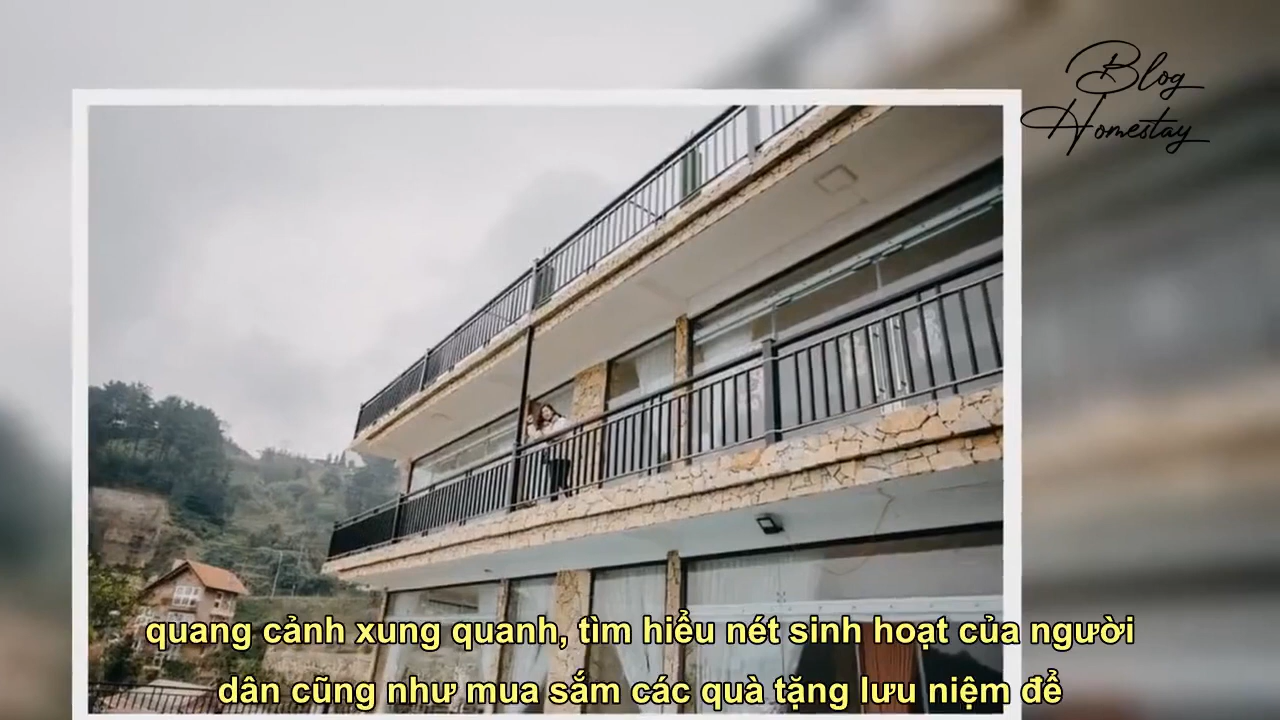 Blog
Homestay
quang cảnh xung quanh, tìm hiểu nét sinh hoạt của người
dân cũng như mua sắm các quà tặng lưu niệm để